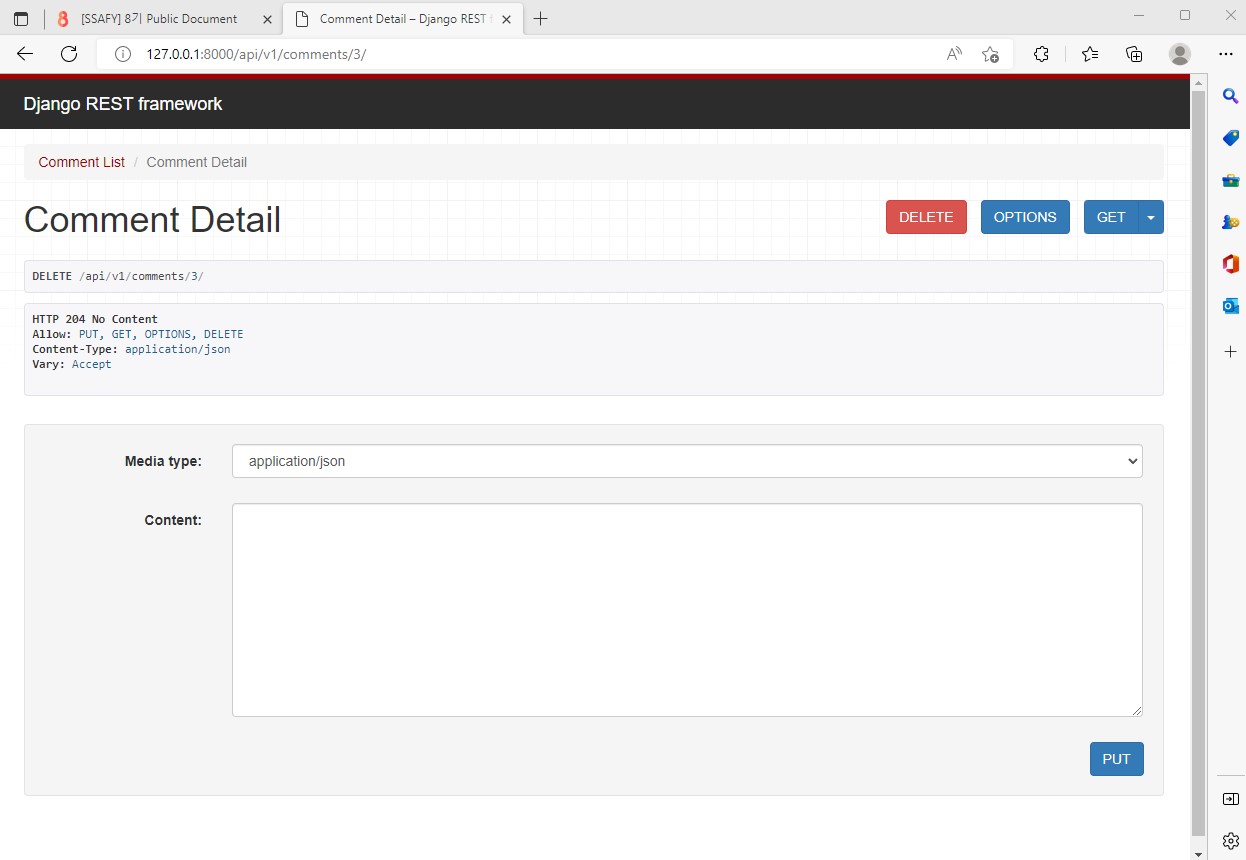 [SSAFY] 8기 Public Document
Comment Detail – Django REST f
127.0.0.1:8000/api/v1/comments/3/
Django REST framework
Comment List / Comment Detail
Comment Detail
DELETE
OPTIONS
GET
DELETE /api/v1/comments/3/
HTTP 204 No Content
Allow: PUT, GET, OPTIONS, DELETE
Content-Type: application/json
Vary: Accept
Media type:
application/json
Content:
PUT